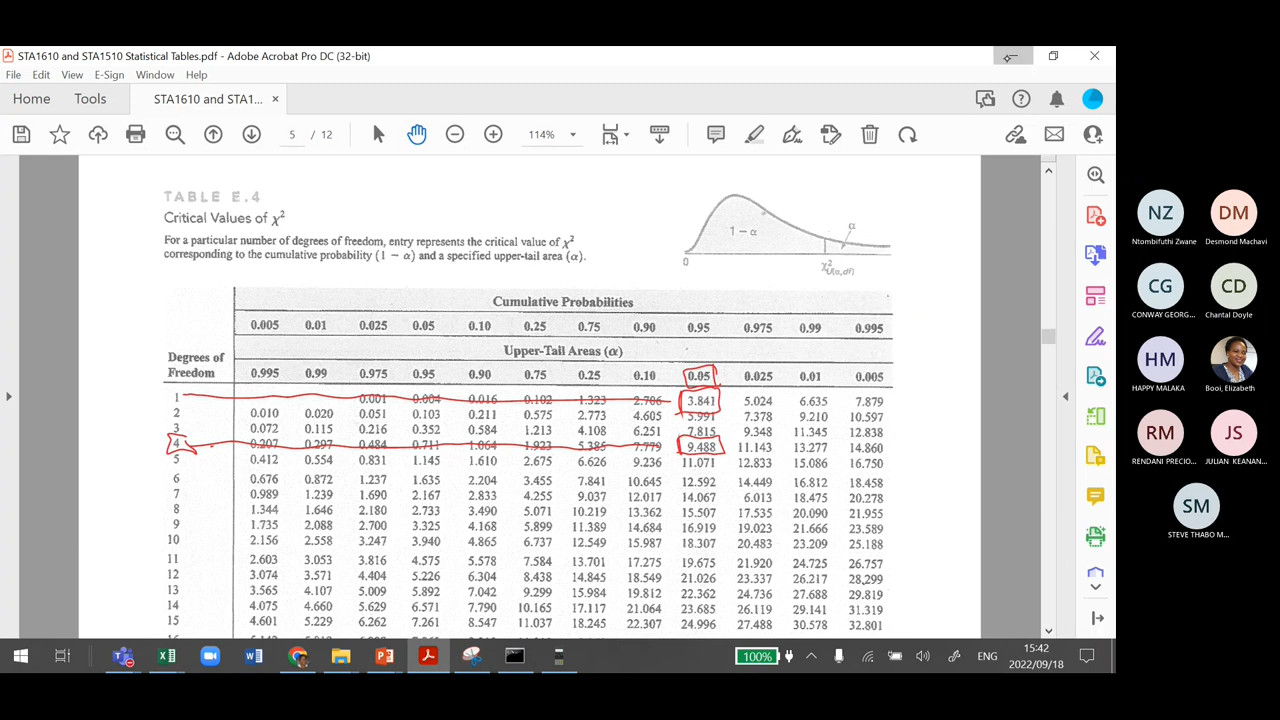 STA1610 and STA1510 Statistical Tables.pdf - Adobe Acrobat Pro DC (32-bit)
File Edit View E-Sign Window Help
Home Tools STA1610 and STA1... ×
5 / 12 114%
TABLE E.4
Critical Values of χ²
For a particular number of degrees of freedom, entry represents the critical value of χ²
corresponding to the cumulative probability (1 − α) and a specified upper-tail area (α).
1 − α
α
0
χ²U(α,df)
Cumulative Probabilities
0.005 0.01 0.025 0.05 0.10 0.25 0.75 0.90 0.95 0.975 0.99 0.995
Upper-Tail Areas (α)
Degrees of
Freedom 0.995 0.99 0.975 0.95 0.90 0.75 0.25 0.10 0.05 0.025 0.01 0.005
1 0.001 0.004 0.016 0.102 1.323 2.706 3.841 5.024 6.635 7.879
2 0.010 0.020 0.051 0.103 0.211 0.575 2.773 4.605 5.991 7.378 9.210 10.597
3 0.072 0.115 0.216 0.352 0.584 1.213 4.108 6.251 7.815 9.348 11.345 12.838
4 0.207 0.297 0.484 0.711 1.064 1.923 5.385 7.779 9.488 11.143 13.277 14.860
5 0.412 0.554 0.831 1.145 1.610 2.675 6.626 9.236 11.071 12.833 15.086 16.750
6 0.676 0.872 1.237 1.635 2.204 3.455 7.841 10.645 12.592 14.449 16.812 18.458
7 0.989 1.239 1.690 2.167 2.833 4.255 9.037 12.017 14.067 6.013 18.475 20.278
8 1.344 1.646 2.180 2.733 3.490 5.071 10.219 13.362 15.507 17.535 20.090 21.955
9 1.735 2.088 2.700 3.325 4.168 5.899 11.389 14.684 16.919 19.023 21.666 23.589
10 2.156 2.558 3.247 3.940 4.865 6.737 12.549 15.987 18.307 20.483 23.209 25.188
11 2.603 3.053 3.816 4.575 5.578 7.584 13.701 17.275 19.675 21.920 24.725 26.757
12 3.074 3.571 4.404 5.226 6.304 8.438 14.845 18.549 21.026 23.337 26.217 28,299
13 3.565 4.107 5.009 5.892 7.042 9.299 15.984 19.812 22.362 24.736 27.688 29.819
14 4.075 4.660 5.629 6.571 7.790 10.165 17.117 21.064 23.685 26.119 29.141 31.319
15 4.601 5.229 6.262 7.261 8.547 11.037 18.245 22.307 24.996 27.488 30.578 32.801
NZ DM
Ntombifuthi Zwane Desmond Machavi
CG CD
CONWAY GEORG... Chantal Doyle
HM
HAPPY MALAKA Booi, Elizabeth
RM JS
RENDANI PRECIO... JULIAN KEANAN...
SM
STEVE THABO M...
100% ENG 15:42
2022/09/18